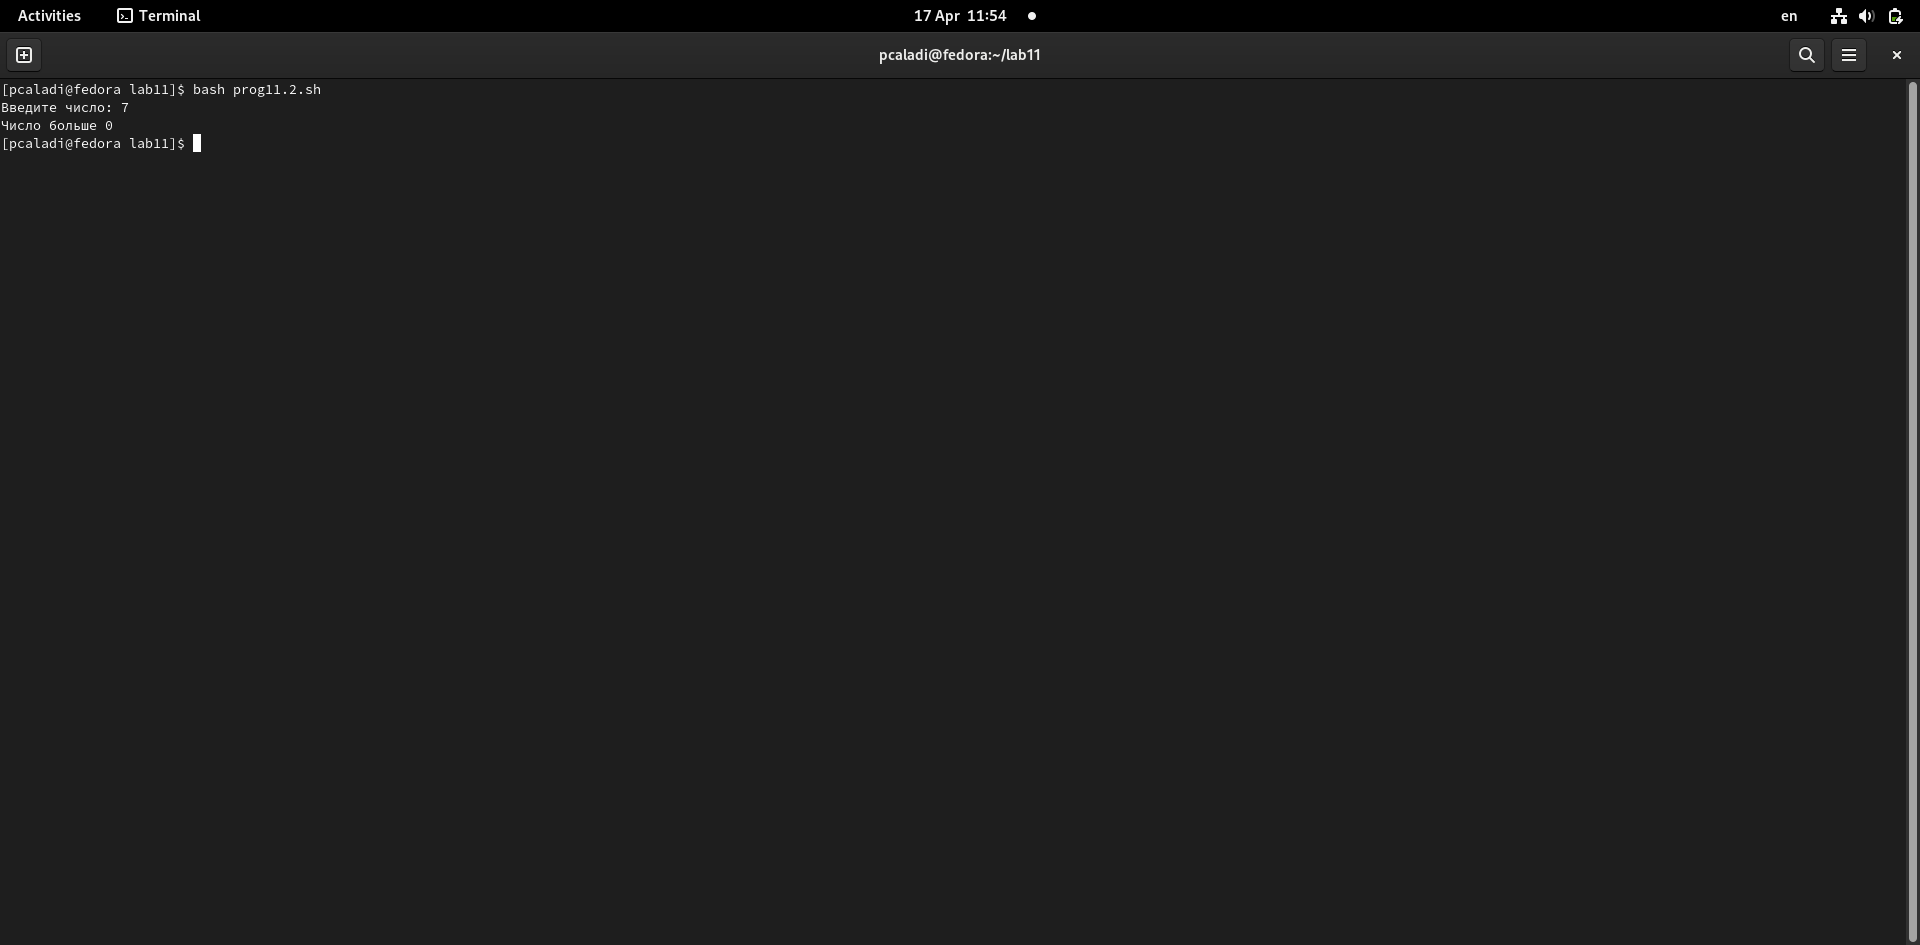 Activities Terminal 17 Apr 11:54 en
pcaladi@fedora:~/lab11
[pcaladi@fedora lab11]$ bash prog11.2.sh
Введите число: 7
Число больше 0
[pcaladi@fedora lab11]$